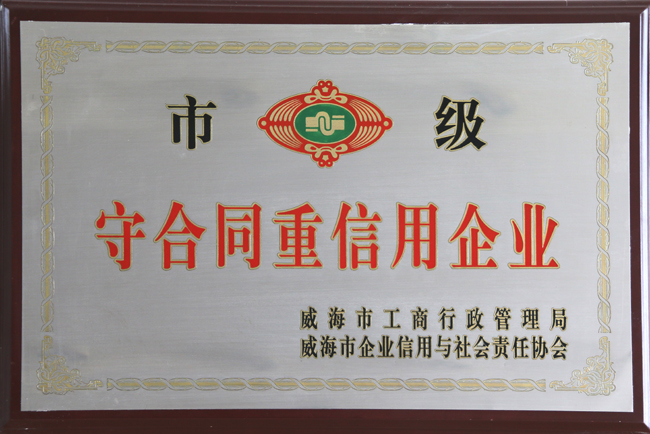 市 级
守合同重信用企业
威海市工商行政管理局
威海市企业信用与社会责任协会